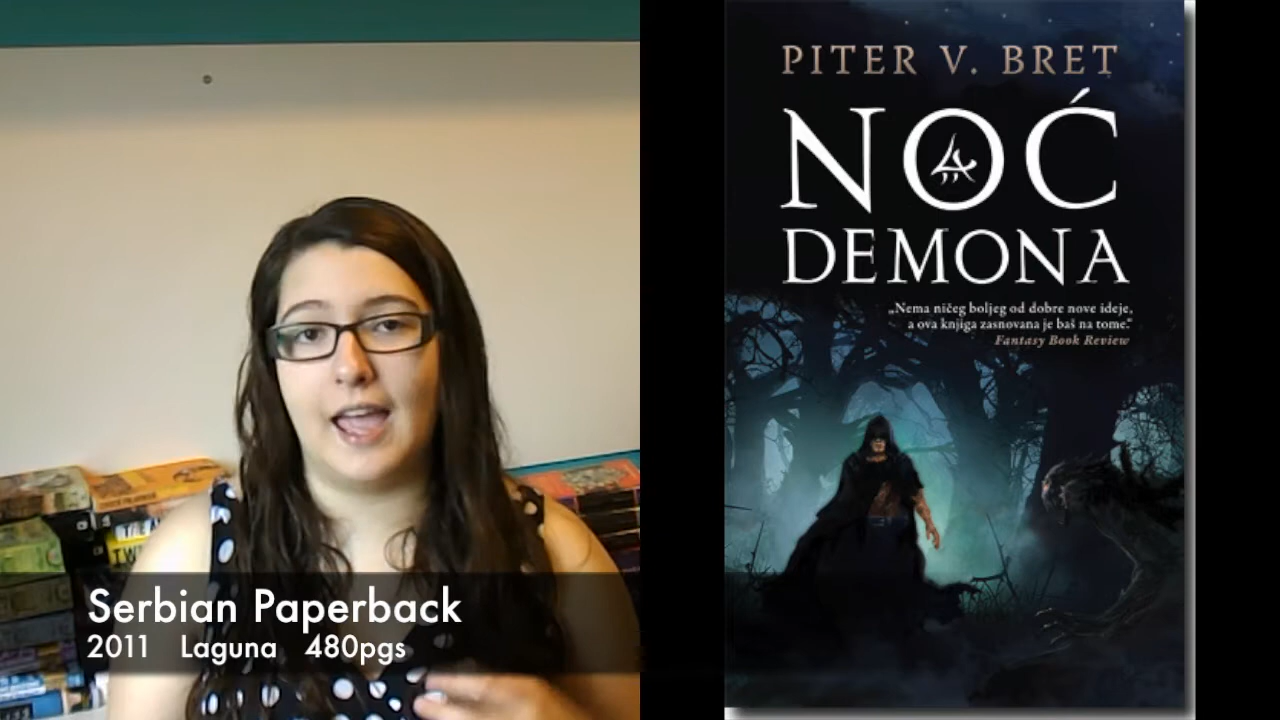 Serbian Paperback
2011 Laguna 480pgs
PITER V. BRET
NOĆ
DEMONA
„Nema ničeg boljeg od dobre nove ideje,
a ova knjiga zasnovana je baš na tome.“
Fantasy Book Review